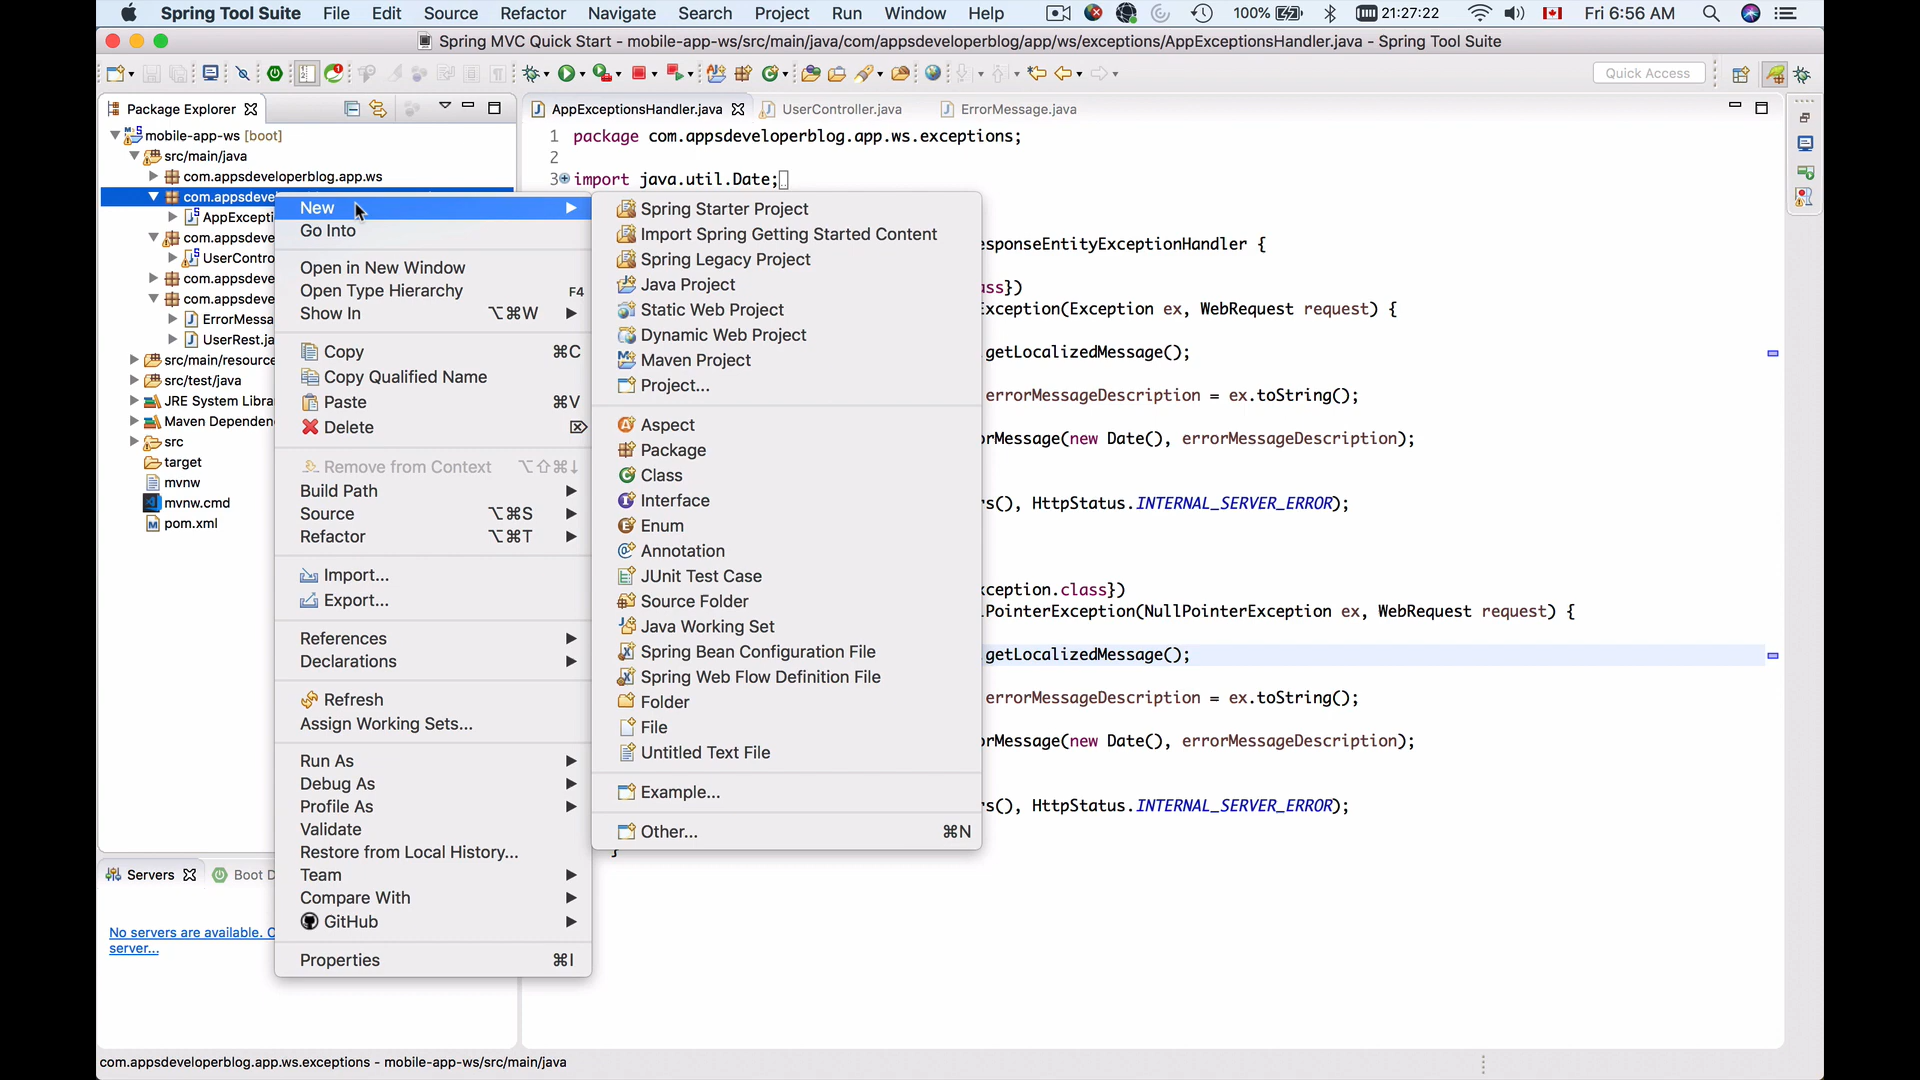 Spring Tool Suite File Edit Source Refactor Navigate Search Project Run Window Help 100% 21:27:22 Fri 6:56 AM
Spring MVC Quick Start - mobile-app-ws/src/main/java/com/appsdeveloperblog/app/ws/exceptions/AppExceptionsHandler.java - Spring Tool Suite
Quick Access
Package Explorer
AppExceptionsHandler.java UserController.java ErrorMessage.java
mobile-app-ws [boot]
src/main/java
com.appsdeveloperblog.app.ws
com.appsdeve
AppExcepti
com.appsdeve
UserContro
com.appsdeve
com.appsdeve
ErrorMessa
UserRest.ja
src/main/resource
src/test/java
JRE System Libra
Maven Dependen
src
target
mvnw
mvnw.cmd
pom.xml
New
Go Into
Open in New Window
Open Type Hierarchy F4
Show In ⌥⌘W
Copy ⌘C
Copy Qualified Name
Paste ⌘V
Delete ⌦
Remove from Context ⌥⇧⌘↓
Build Path
Source ⌥⌘S
Refactor ⌥⌘T
Import...
Export...
References
Declarations
Refresh
Assign Working Sets...
Run As
Debug As
Profile As
Validate
Restore from Local History...
Team
Compare With
GitHub
Properties ⌘I
Spring Starter Project
Import Spring Getting Started Content
Spring Legacy Project
Java Project
Static Web Project
Dynamic Web Project
Maven Project
Project...
Aspect
Package
Class
Interface
Enum
Annotation
JUnit Test Case
Source Folder
Java Working Set
Spring Bean Configuration File
Spring Web Flow Definition File
Folder
File
Untitled Text File
Example...
Other... ⌘N
1 package com.appsdeveloperblog.app.ws.exceptions;
2
3 import java.util.Date;
esponseEntityExceptionHandler {
ass})
xception(Exception ex, WebRequest request) {
getLocalizedMessage();
errorMessageDescription = ex.toString();
rMessage(new Date(), errorMessageDescription);
s(), HttpStatus.INTERNAL_SERVER_ERROR);
xception.class})
lPointerException(NullPointerException ex, WebRequest request) {
getLocalizedMessage();
errorMessageDescription = ex.toString();
rMessage(new Date(), errorMessageDescription);
s(), HttpStatus.INTERNAL_SERVER_ERROR);
}
Servers Boot D
No servers are available. C
server...
com.appsdeveloperblog.app.ws.exceptions - mobile-app-ws/src/main/java